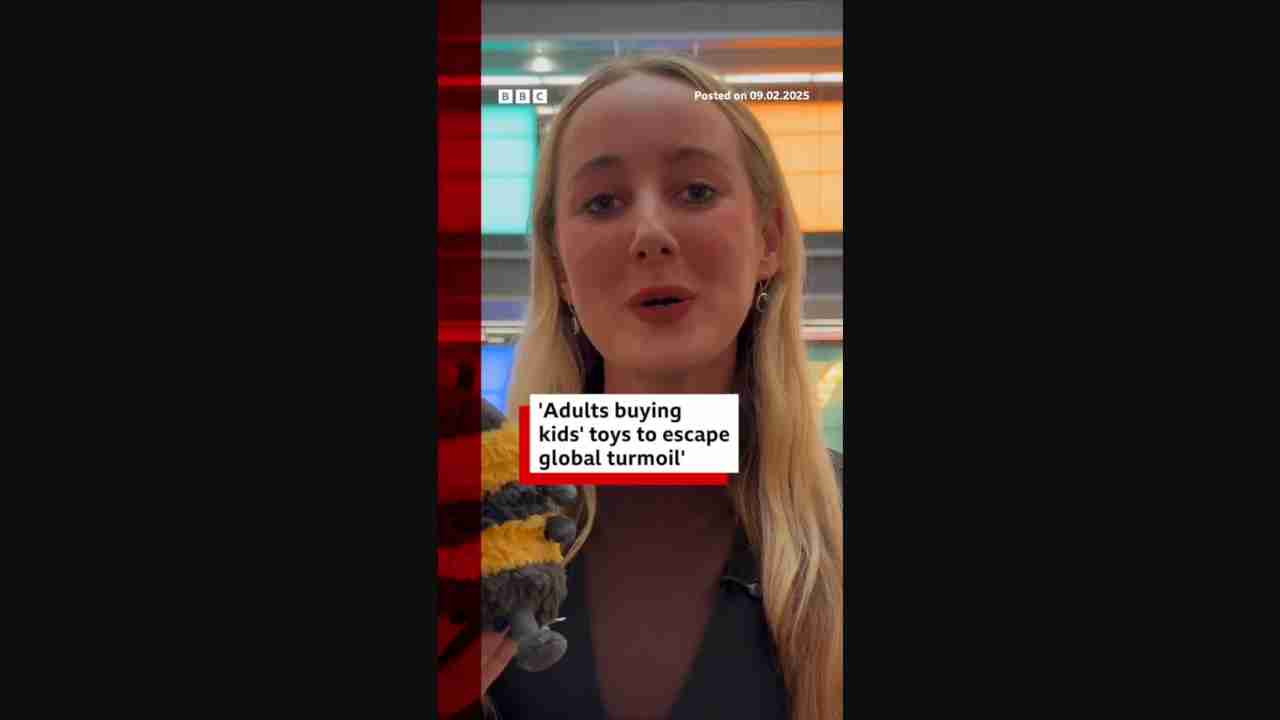 BBC
Posted on 09.02.2025
'Adults buying
kids' toys to escape
global turmoil'